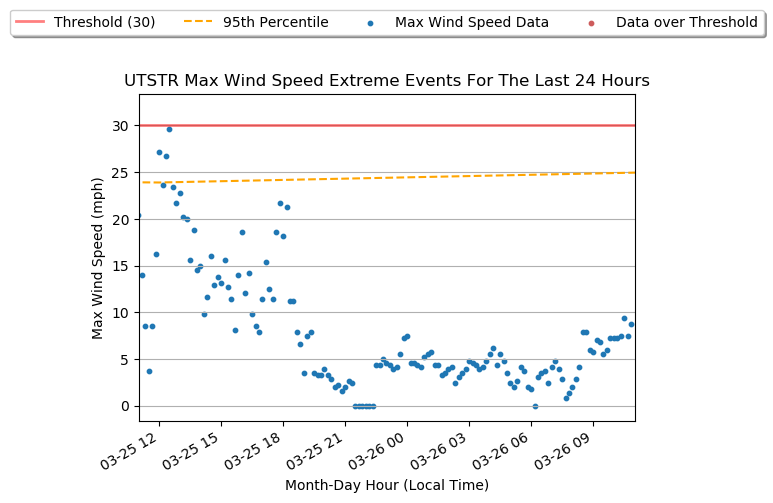 Threshold (30) 95th Percentile Max Wind Speed Data Data over Threshold
UTSTR Max Wind Speed Extreme Events For The Last 24 Hours
Max Wind Speed (mph)
30
25
20
15
10
5
0
03-25 12 03-25 15 03-25 18 03-25 21 03-26 00 03-26 03 03-26 06 03-26 09
Month-Day Hour (Local Time)